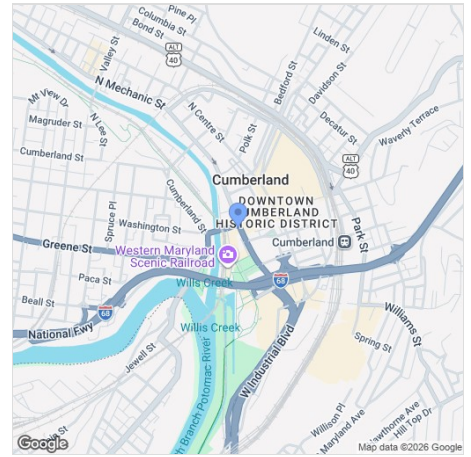 Pine Pl
Columbia St
Bond St
Valley St
ALT
40
Linden St
Davidson St
Bedford St
N Mechanic St
Mt View Dr
N Lee St
N Centre St
Polk St
Decatur St
Waverly Terrace
Magruder St
Cumberland St
ALT
40
Cumberland
Cumberland St
DOWNTOWN
CUMBERLAND
HISTORIC DISTRICT
Spruce Pl
Washington St
Park St
Cumberland
Greene St
Western Maryland
Scenic Railroad
Paca St
Wills Creek
68
Beall St
68
National Fwy
Willis Creek
Williams St
Jewell St
W Industrial Blvd
Spring St
th Branch Potomac River
Willison Pl
Maryland Ave
Hill Top Dr
Google
Map data ©2026 Google